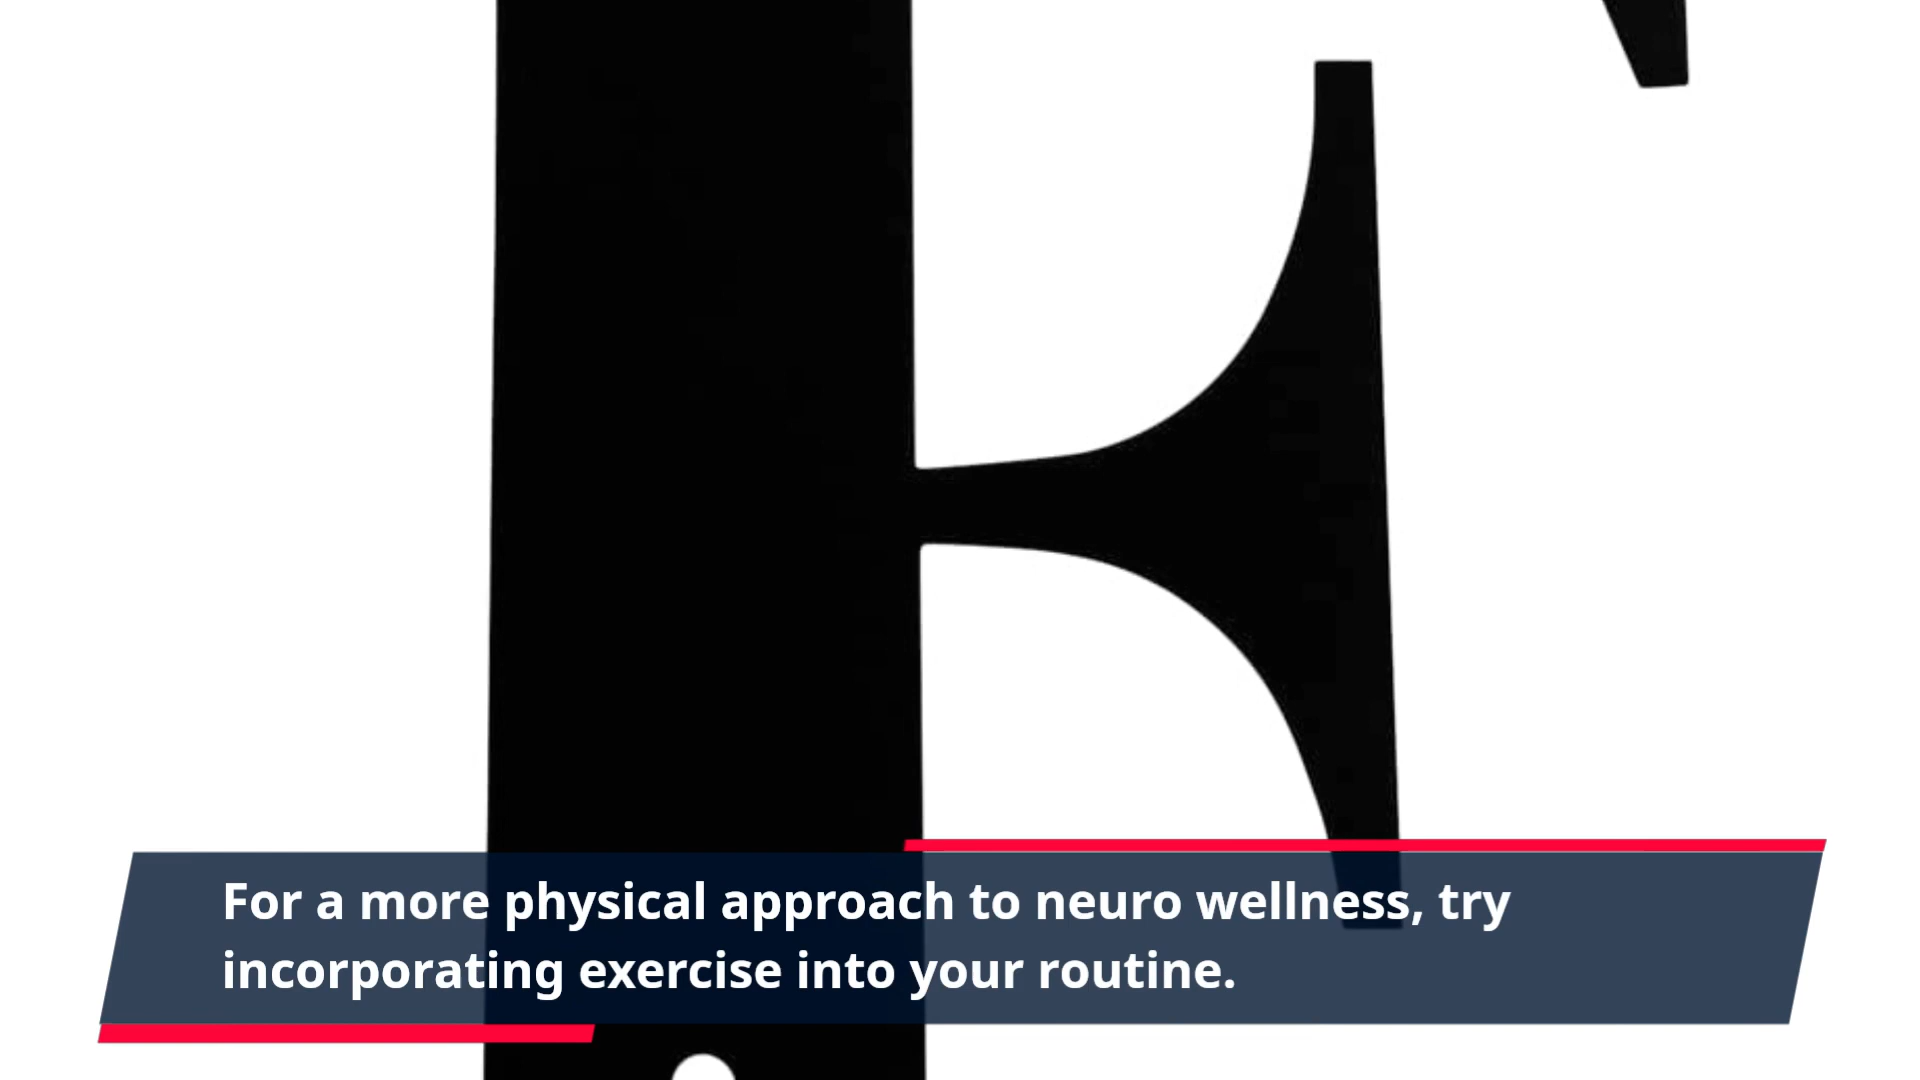 F
For a more physical approach to neuro wellness, try
incorporating exercise into your routine.